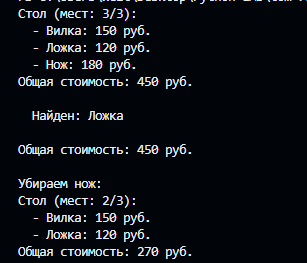 Стол (мест: 3/3):
- Вилка: 150 руб.
- Ложка: 120 руб.
- Нож: 180 руб.
Общая стоимость: 450 руб.
Найден: Ложка
Общая стоимость: 450 руб.
Убираем нож:
Стол (мест: 2/3):
- Вилка: 150 руб.
- Ложка: 120 руб.
Общая стоимость: 270 руб.